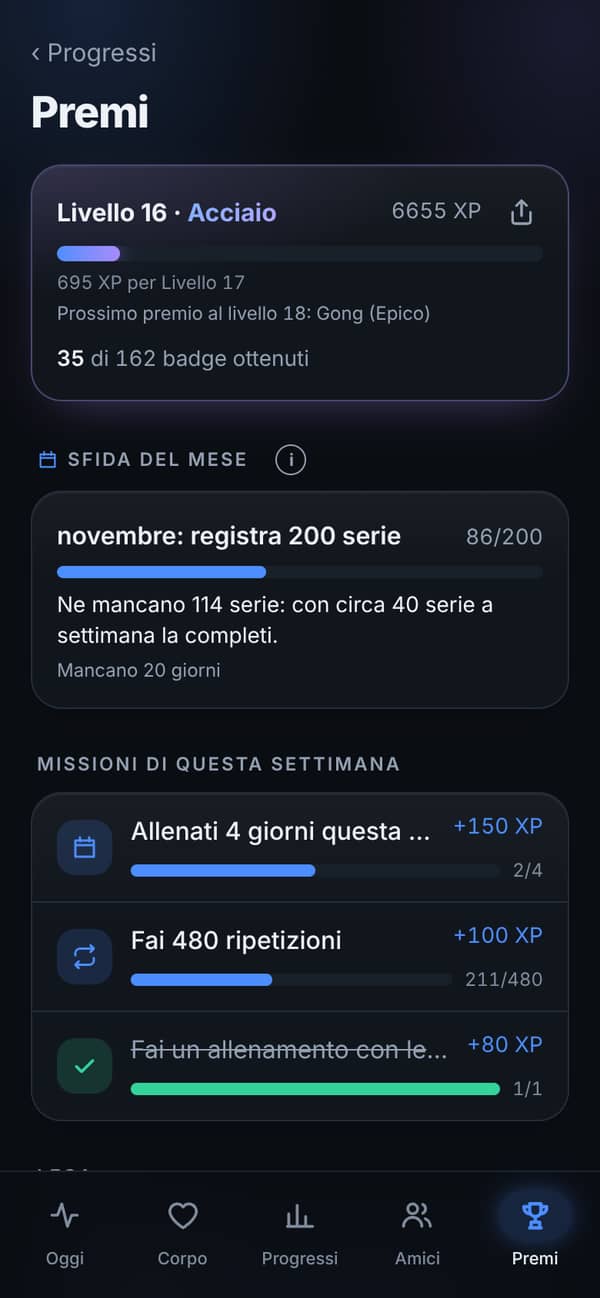 ‹ Progressi
Premi
Livello 16 · Acciaio
6655 XP
695 XP per Livello 17
Prossimo premio al livello 18: Gong (Epico)
35 di 162 badge ottenuti
SFIDA DEL MESE
novembre: registra 200 serie
86/200
Ne mancano 114 serie: con circa 40 serie a
settimana la completi.
Mancano 20 giorni
MISSIONI DI QUESTA SETTIMANA
Allenati 4 giorni questa ...
+150 XP
2/4
Fai 480 ripetizioni
+100 XP
211/480
Fai un allenamento con le...
+80 XP
1/1
Oggi
Corpo
Progressi
Amici
Premi